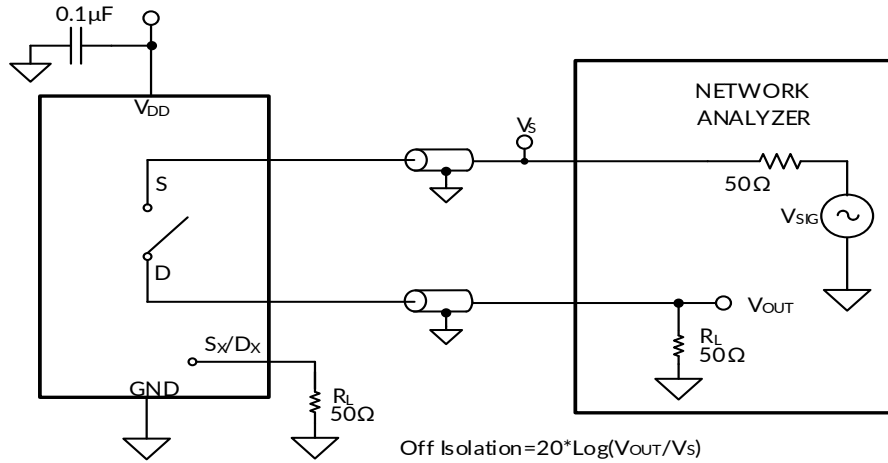 0.1μF
VDD
NETWORK
ANALYZER
VS
S
50Ω
VSIG
D
VOUT
SX/DX
RL
50Ω
GND
RL
50Ω
Off Isolation=20*Log(VOUT/VS)